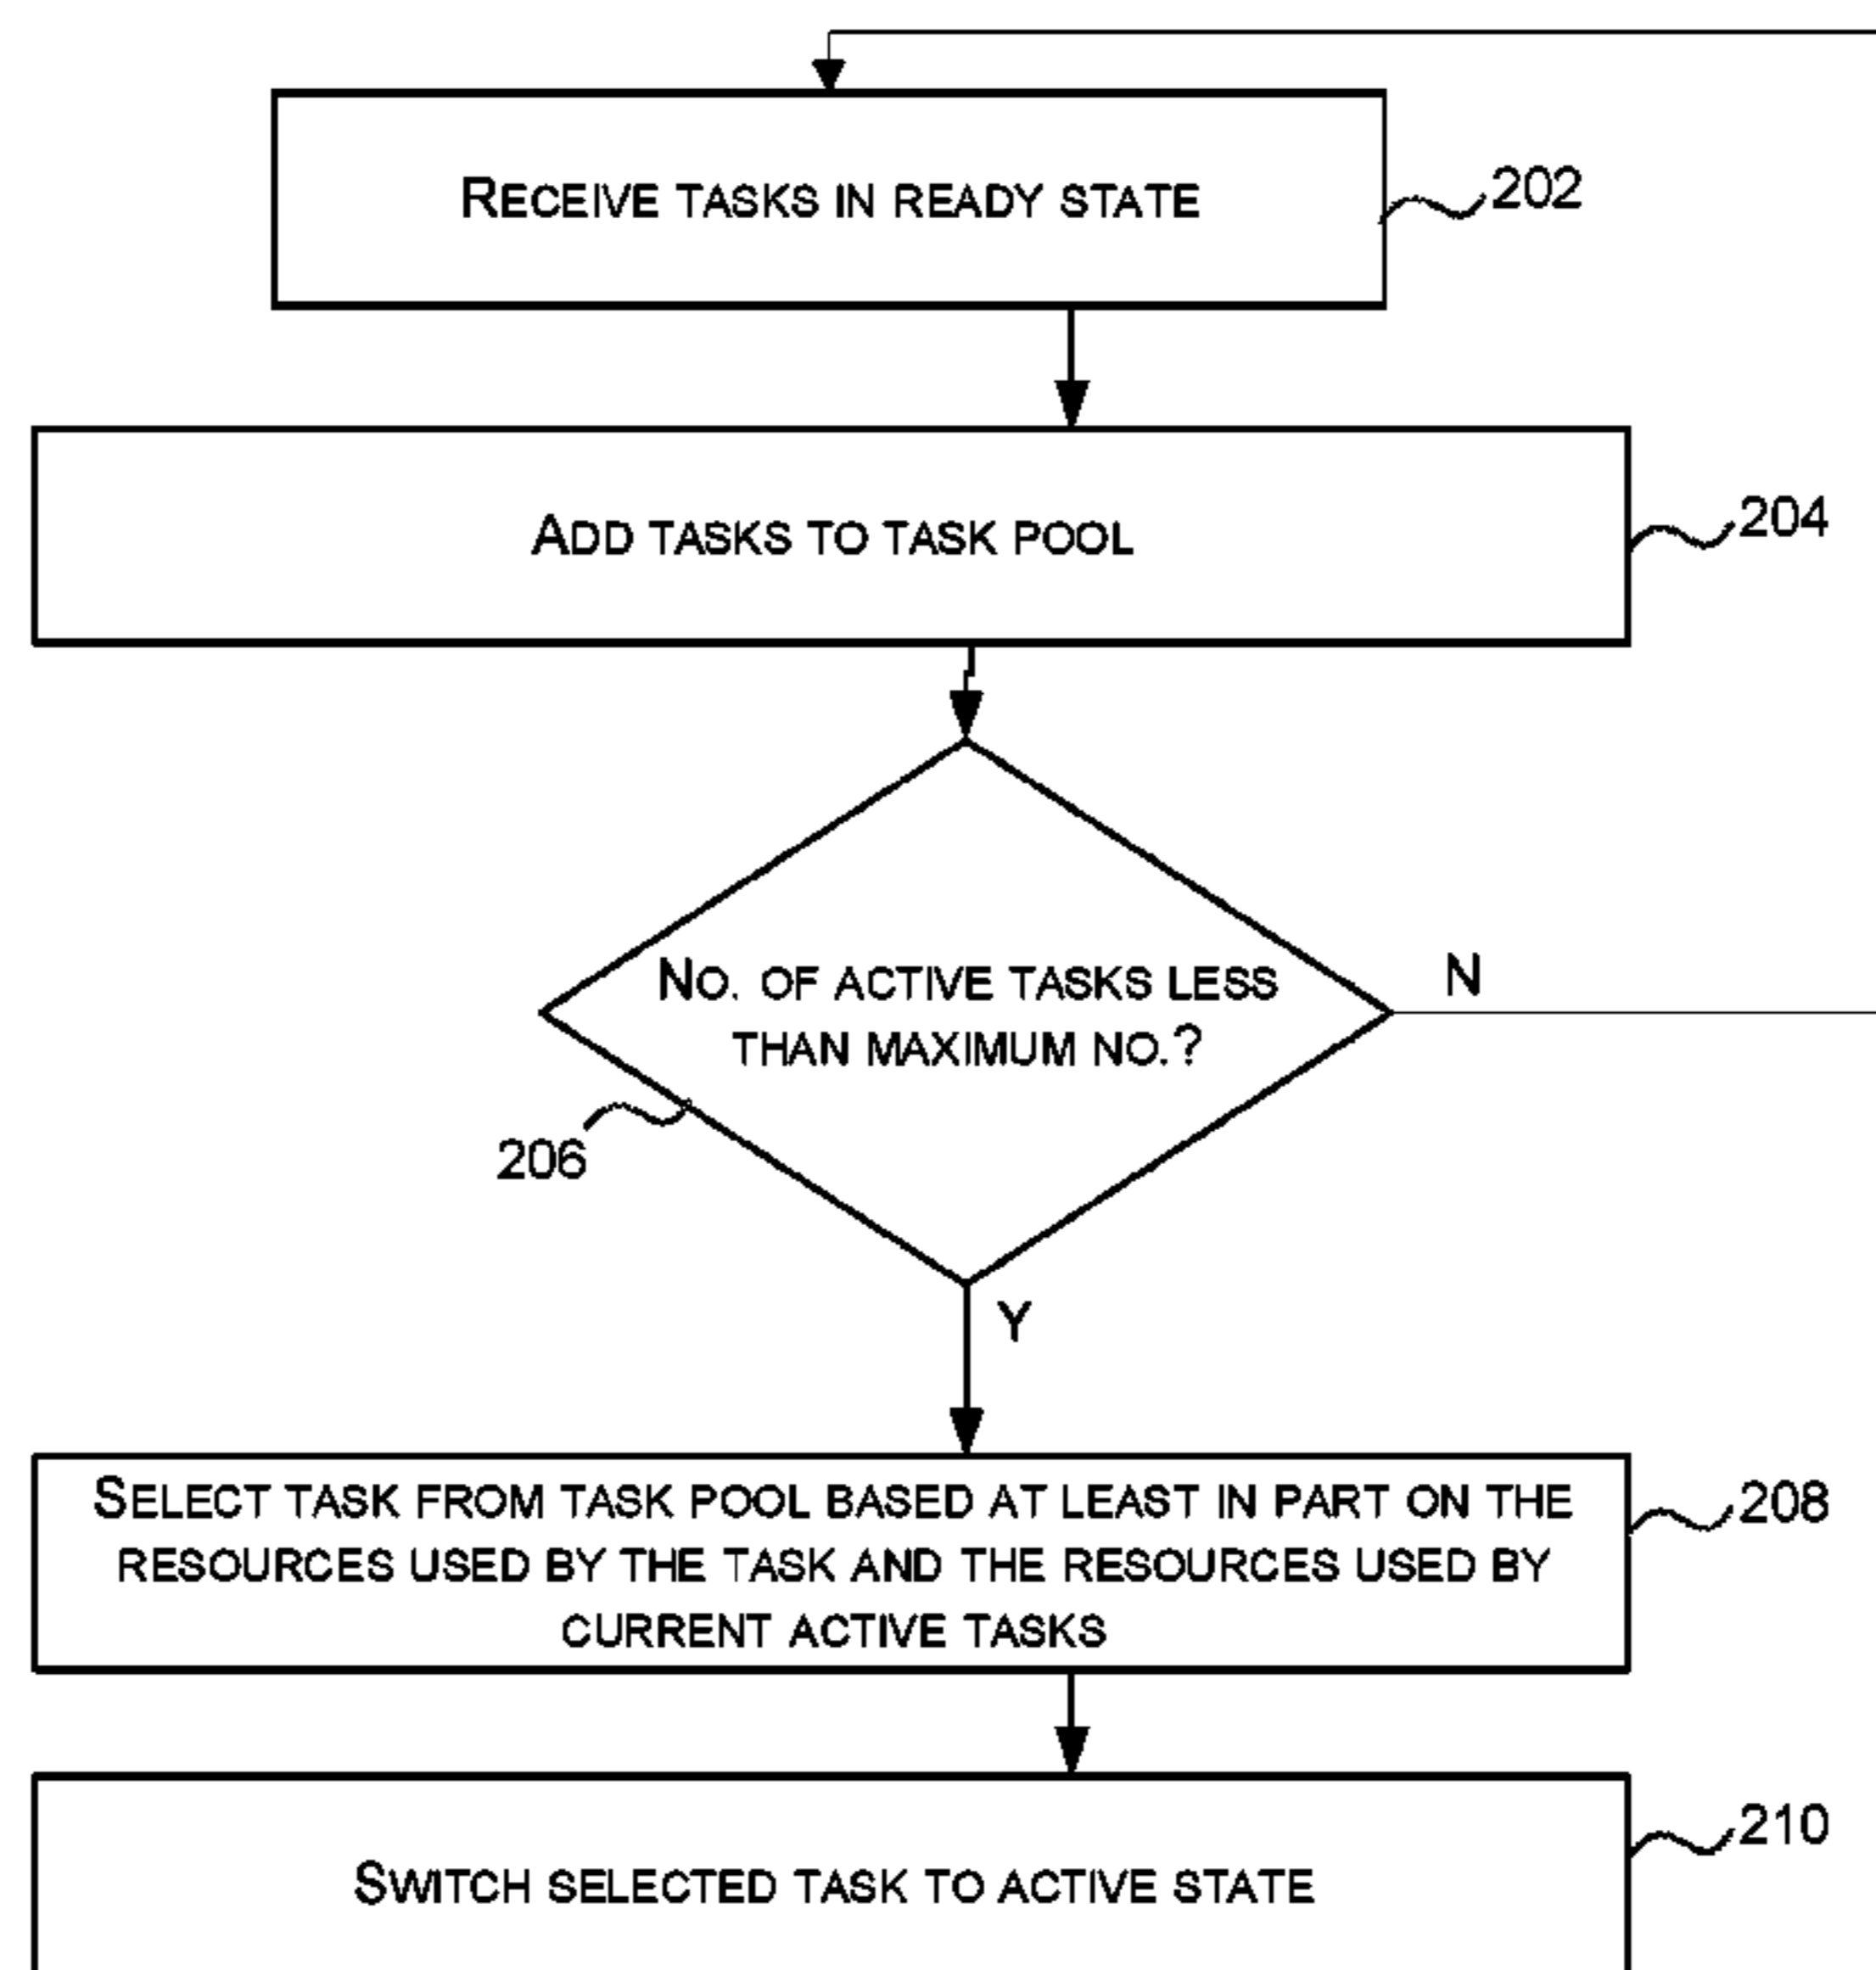 RECEIVE TASKS IN READY STATE
202
ADD TASKS TO TASK POOL
204
NO. OF ACTIVE TASKS LESS
THAN MAXIMUM NO.?
N
206
Y
SELECT TASK FROM TASK POOL BASED AT LEAST IN PART ON THE
RESOURCES USED BY THE TASK AND THE RESOURCES USED BY
CURRENT ACTIVE TASKS
208
SWITCH SELECTED TASK TO ACTIVE STATE
210